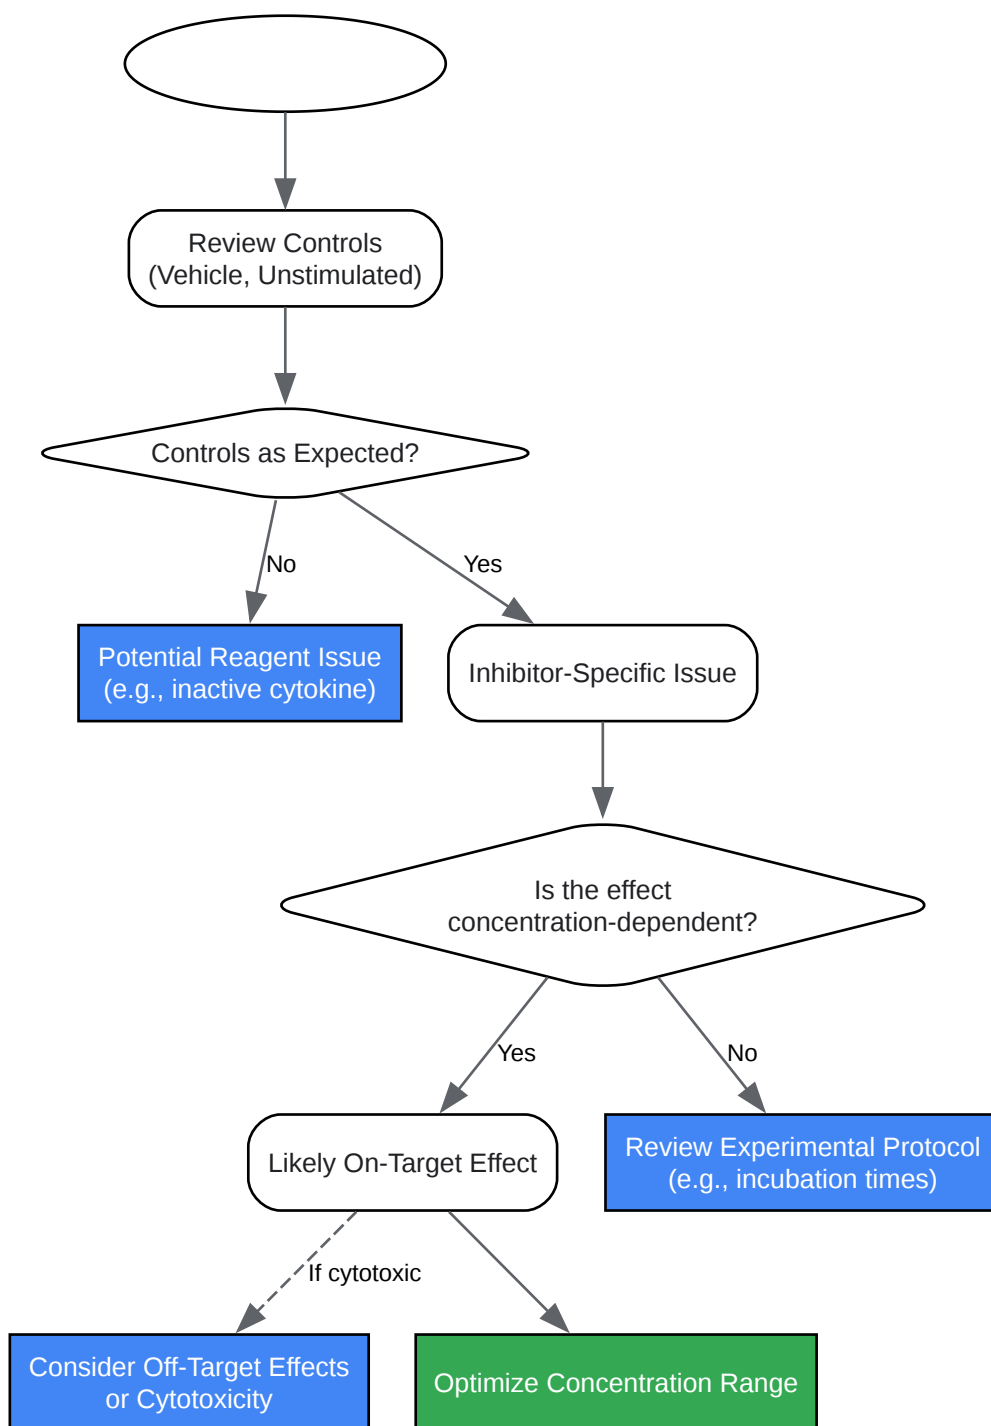 Review Controls
(Vehicle, Unstimulated)
Controls as Expected?
No
Yes
Potential Reagent Issue
(e.g., inactive cytokine)
Inhibitor-Specific Issue
Is the effect
concentration-dependent?
Yes
No
Likely On-Target Effect
Review Experimental Protocol
(e.g., incubation times)
If cytotoxic
Consider Off-Target Effects
or Cytotoxicity
Optimize Concentration Range